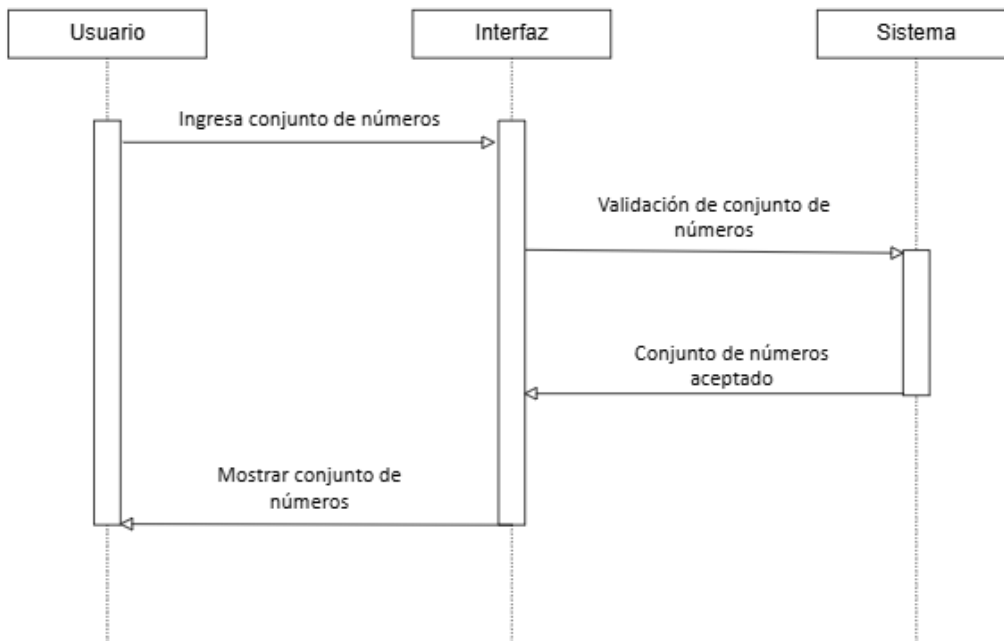 Usuario
Interfaz
Sistema
Ingresa conjunto de números
Validación de conjunto de
números
Conjunto de números
aceptado
Mostrar conjunto de
números